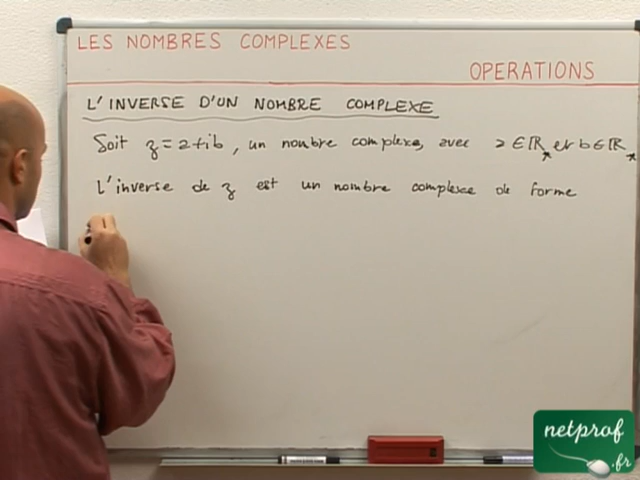 LES NOMBRES COMPLEXES
OPERATIONS
L'INVERSE D'UN NOMBRE COMPLEXE
Soit z = a+ib, un nombre complexe, avec a ∈ ℝ* et b ∈ ℝ*
L'inverse de z est un nombre complexe de forme
netprof
.fr